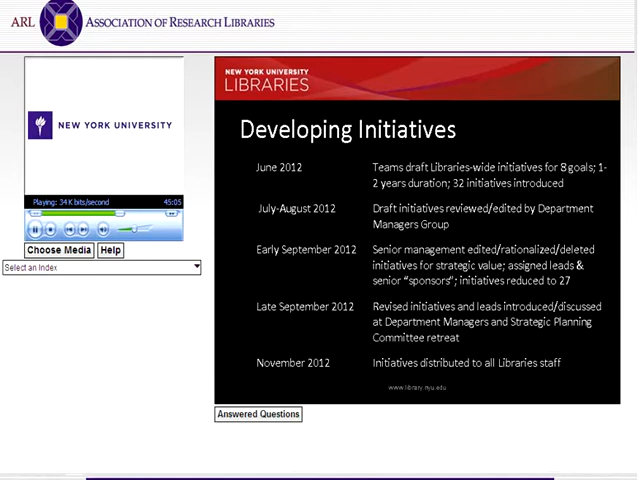 ARL ASSOCIATION OF RESEARCH LIBRARIES
NEW YORK UNIVERSITY
Playing: 34 K bits/second 45:05
Choose Media Help
Select an Index
NEW YORK UNIVERSITY
LIBRARIES
Developing Initiatives
June 2012 Teams draft Libraries-wide initiatives for 8 goals; 1-
2 years duration; 32 initiatives introduced
July-August 2012 Draft initiatives reviewed/edited by Department
Managers Group
Early September 2012 Senior management edited/rationalized/deleted
initiatives for strategic value; assigned leads &
senior “sponsors”; initiatives reduced to 27
Late September 2012 Revised initiatives and leads introduced/discussed
at Department Managers and Strategic Planning
Committee retreat
November 2012 Initiatives distributed to all Libraries staff
www.library.nyu.edu
Answered Questions